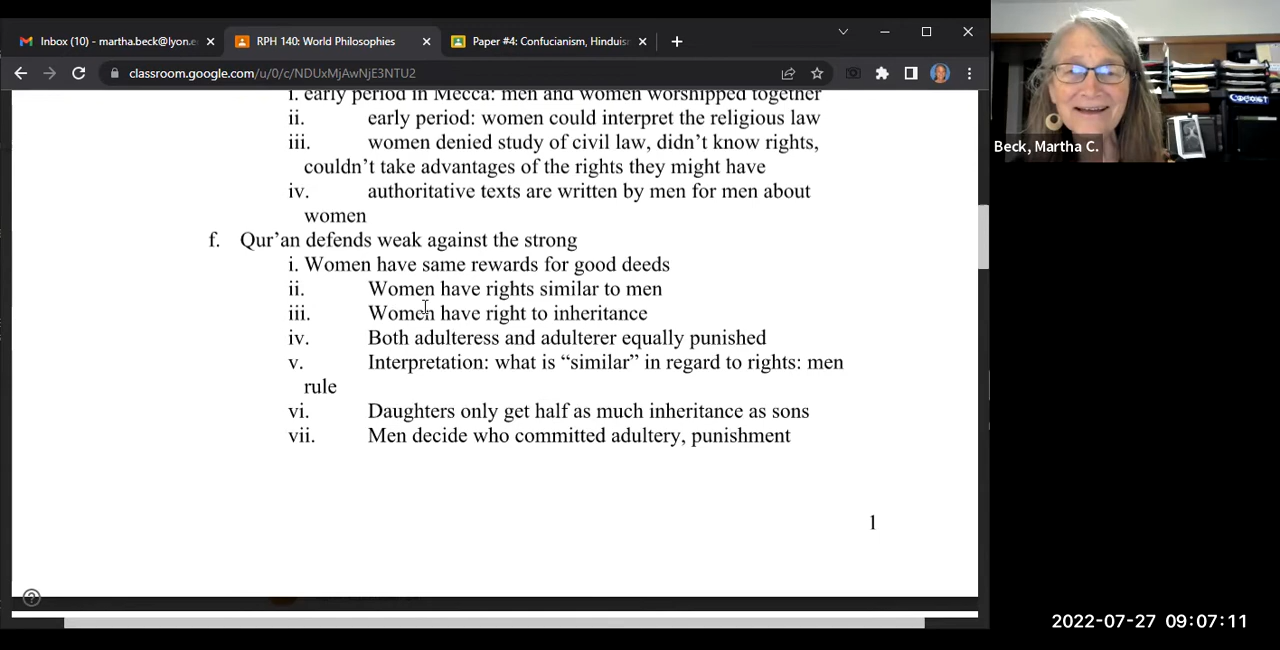 Inbox (10) - martha.beck@lyon.e
RPH 140: World Philosophies
Paper #4: Confucianism, Hinduis
classroom.google.com/u/0/c/NDUxMjAwNjE3NTU2
i. early period in Mecca: men and women worshipped together
ii. early period: women could interpret the religious law
iii. women denied study of civil law, didn't know rights,
couldn't take advantages of the rights they might have
iv. authoritative texts are written by men for men about
women
f. Qur'an defends weak against the strong
i. Women have same rewards for good deeds
ii. Women have rights similar to men
iii. Women have right to inheritance
iv. Both adulteress and adulterer equally punished
v. Interpretation: what is "similar" in regard to rights: men
rule
vi. Daughters only get half as much inheritance as sons
vii. Men decide who committed adultery, punishment
1
Beck, Martha C.
2022-07-27 09:07:11